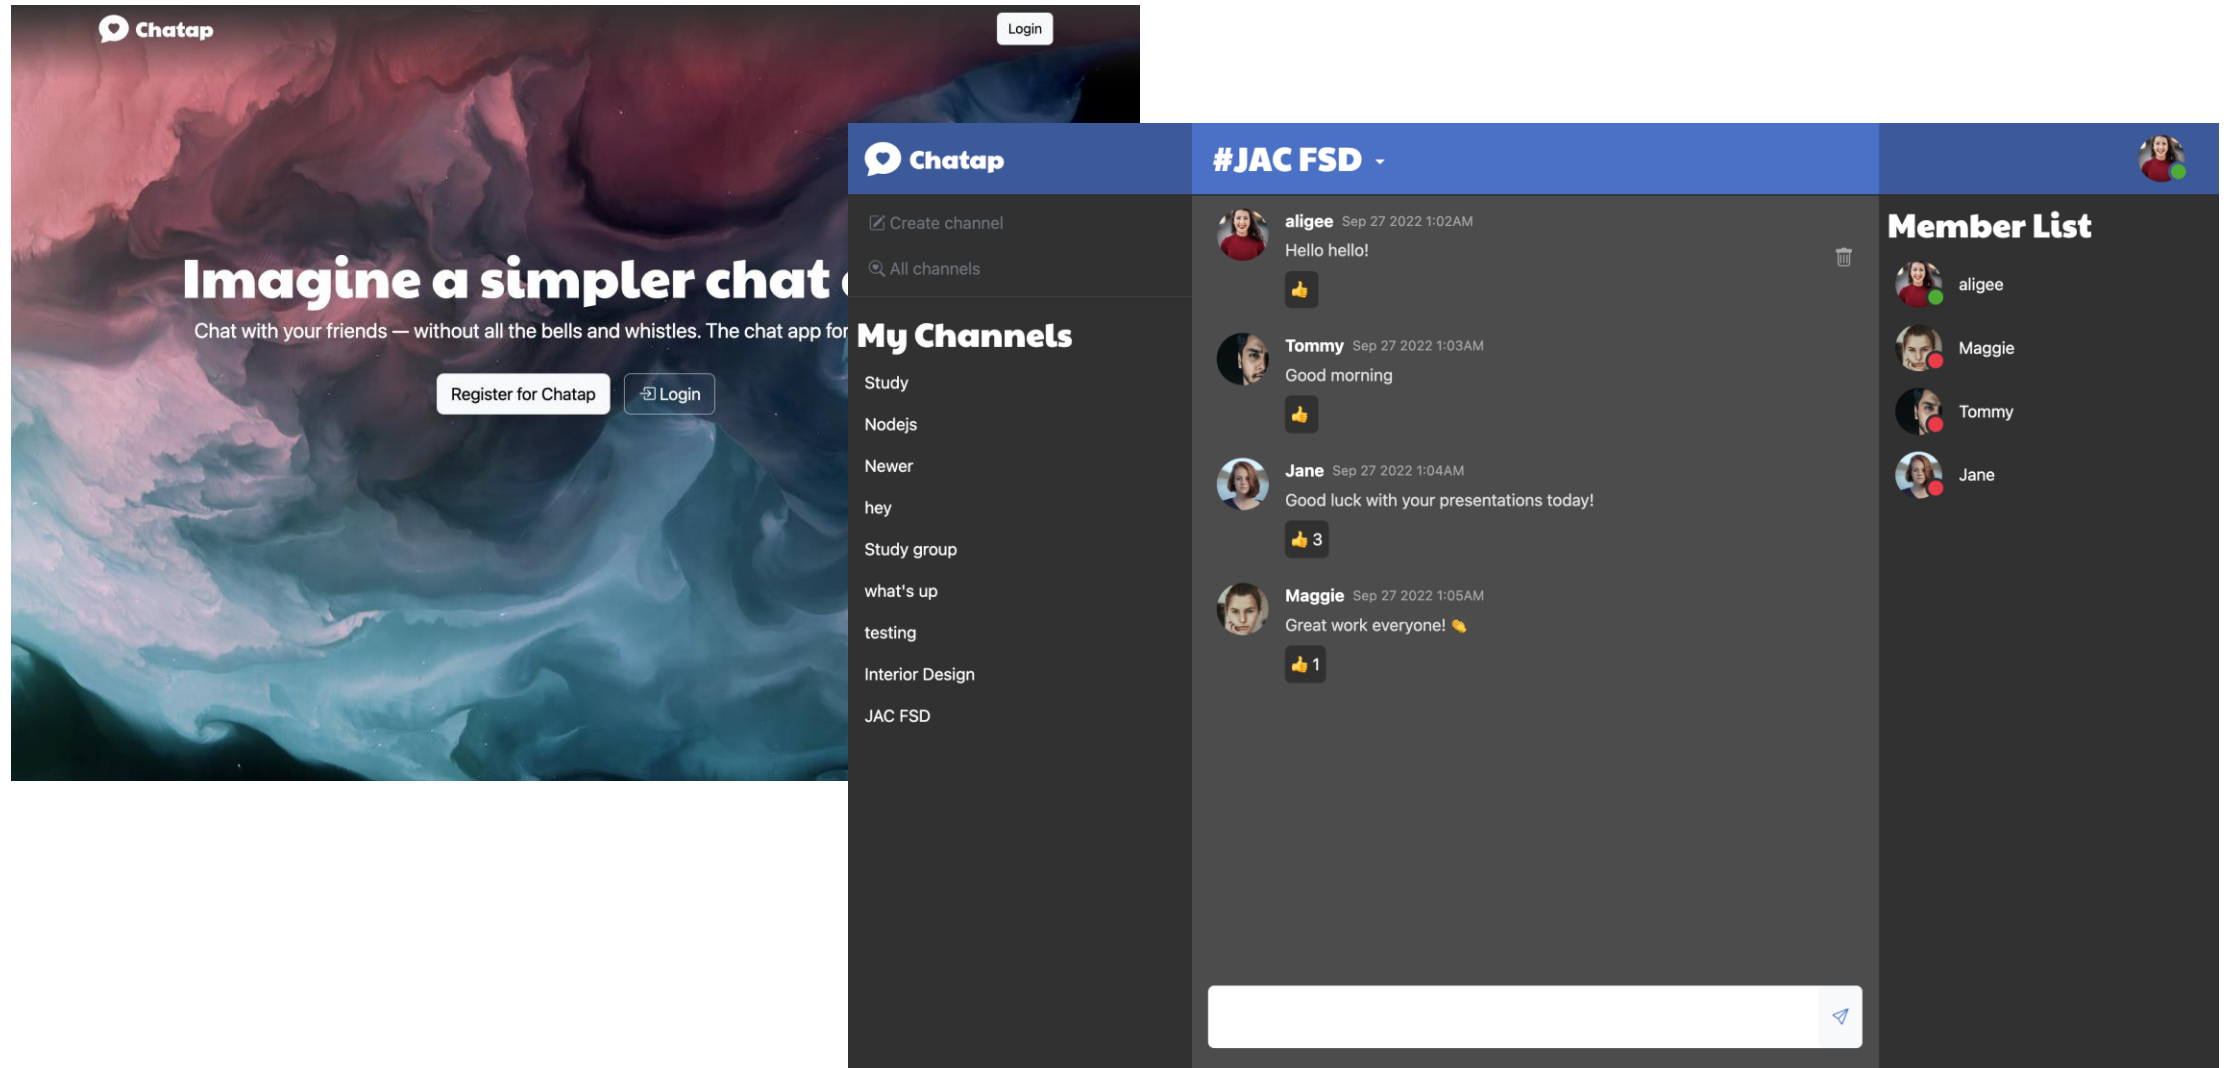 Chatap
Login
Imagine a simpler chat
Chat with your friends — without all the bells and whistles. The chat app for
Register for Chatap
Login
Chatap
#JAC FSD
Create channel
All channels
My Channels
Study
Nodejs
Newer
hey
Study group
what's up
testing
Interior Design
JAC FSD
aligee Sep 27 2022 1:02AM
Hello hello!
👍
Tommy Sep 27 2022 1:03AM
Good morning
👍
Jane Sep 27 2022 1:04AM
Good luck with your presentations today!
👍 3
Maggie Sep 27 2022 1:05AM
Great work everyone! 👏
👍 1
Member List
aligee
Maggie
Tommy
Jane